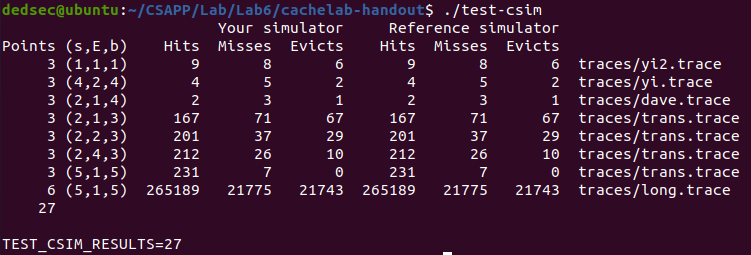 dedsec@ubuntu:~/CSAPP/Lab/Lab6/cachelab-handout$ ./test-csim
Your simulator Reference simulator
Points (s,E,b) Hits Misses Evicts Hits Misses Evicts
3 (1,1,1) 9 8 6 9 8 6 traces/yi2.trace
3 (4,2,4) 4 5 2 4 5 2 traces/yi.trace
3 (2,1,4) 2 3 1 2 3 1 traces/dave.trace
3 (2,1,3) 167 71 67 167 71 67 traces/trans.trace
3 (2,2,3) 201 37 29 201 37 29 traces/trans.trace
3 (2,4,3) 212 26 10 212 26 10 traces/trans.trace
3 (5,1,5) 231 7 0 231 7 0 traces/trans.trace
6 (5,1,5) 265189 21775 21743 265189 21775 21743 traces/long.trace
27
TEST_CSIM_RESULTS=27